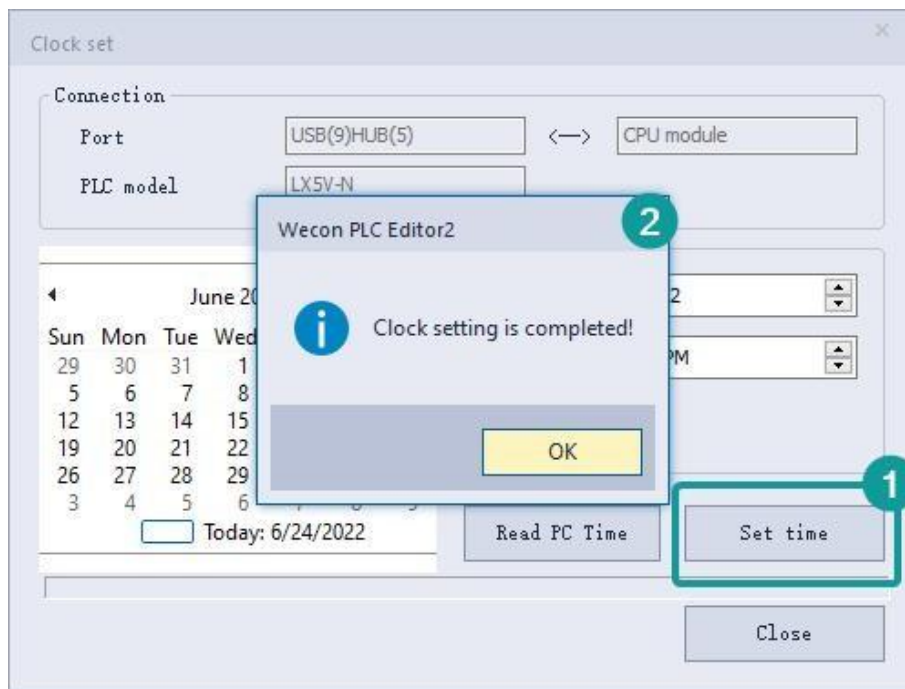 Clock set
Connection
Port USB(9)HUB(5) <—> CPU module
PLC model LX5V-N
Wecon PLC Editor2
2
Clock setting is completed!
OK
June 20
2
Sun Mon Tue Wed
PM
29 30 31 1
5 6 7 8
12 13 14 15
19 20 21 22
26 27 28 29
3 4 5 6
Today: 6/24/2022
Read PC Time
1
Set time
Close